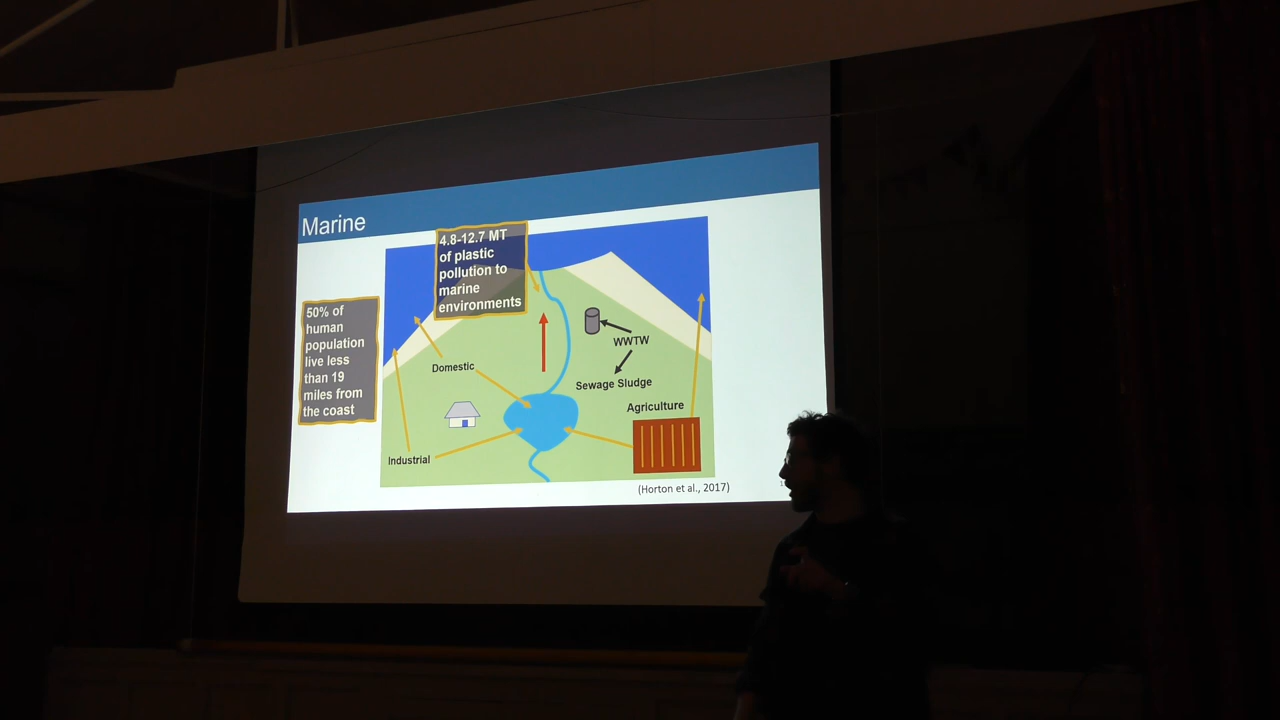 Marine
4.8-12.7 MT
of plastic
pollution to
marine
environments
50% of
human
population
live less
than 19
miles from
the coast
WWTW
Domestic
Sewage Sludge
Agriculture
Industrial
(Horton et al., 2017)